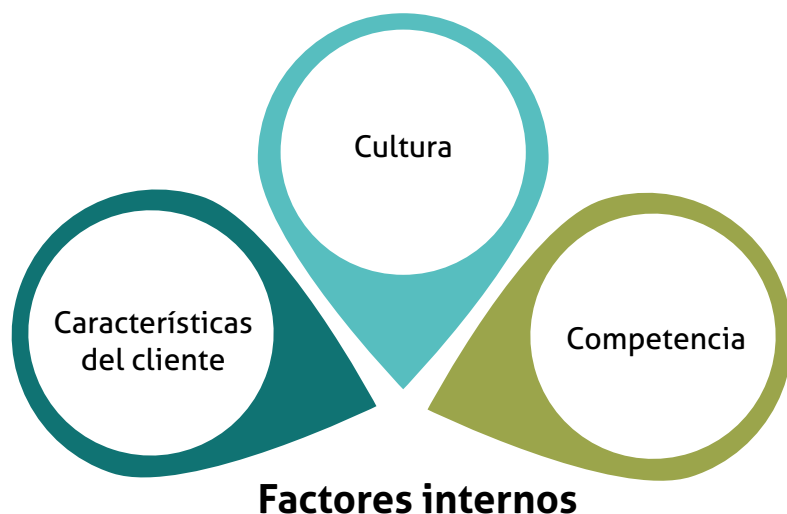 Cultura
Características
del cliente
Competencia
Factores internos